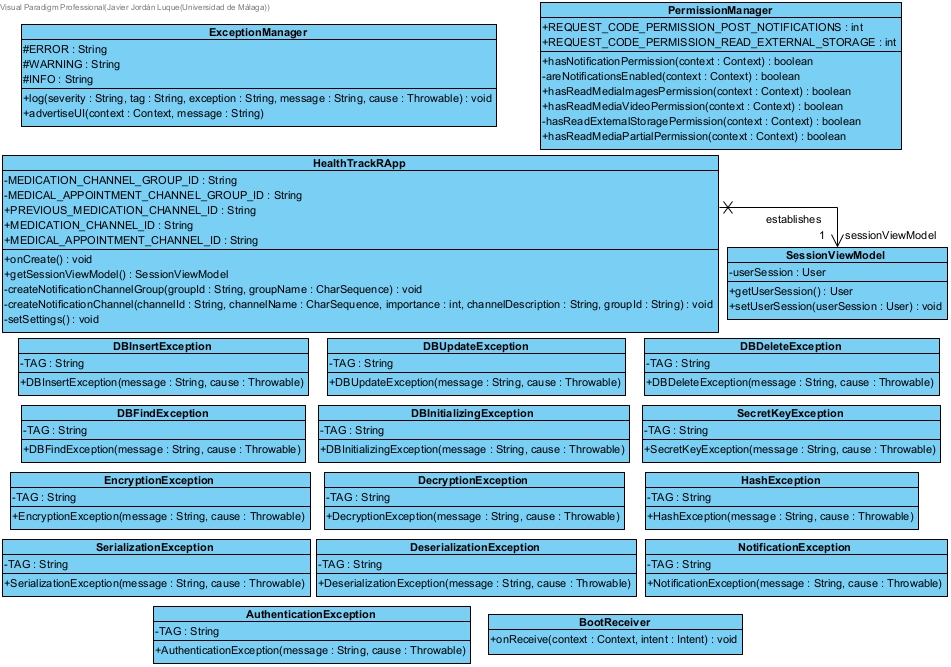 Visual Paradigm Professional(Javier Jordán Luque(Universidad de Málaga))
ExceptionManager
#ERROR : String
#WARNING : String
#INFO : String
+log(severity : String, tag : String, exception : String, message : String, cause : Throwable) : void
+advertiseUI(context : Context, message : String)
PermissionManager
+REQUEST_CODE_PERMISSION_POST_NOTIFICATIONS : int
+REQUEST_CODE_PERMISSION_READ_EXTERNAL_STORAGE : int
+hasNotificationPermission(context : Context) : boolean
-areNotificationsEnabled(context : Context) : boolean
+hasReadMediaImagesPermission(context : Context) : boolean
+hasReadMediaVideoPermission(context : Context) : boolean
-hasReadExternalStoragePermission(context : Context) : boolean
+hasReadMediaPartialPermission(context : Context) : boolean
HealthTrackRApp
-MEDICATION_CHANNEL_GROUP_ID : String
-MEDICAL_APPOINTMENT_CHANNEL_GROUP_ID : String
+PREVIOUS_MEDICATION_CHANNEL_ID : String
+MEDICATION_CHANNEL_ID : String
+MEDICAL_APPOINTMENT_CHANNEL_ID : String
+onCreate() : void
+getSessionViewModel() : SessionViewModel
-createNotificationChannelGroup(groupId : String, groupName : CharSequence) : void
-createNotificationChannel(channelId : String, channelName : CharSequence, importance : int, channelDescription : String, groupId : String) : void
-setSettings() : void
establishes
1
sessionViewModel
SessionViewModel
-userSession : User
+getUserSession() : User
+setUserSession(userSession : User) : void
DBInsertException
-TAG : String
+DBInsertException(message : String, cause : Throwable)
DBUpdateException
-TAG : String
+DBUpdateException(message : String, cause : Throwable)
DBDeleteException
-TAG : String
+DBDeleteException(message : String, cause : Throwable)
DBFindException
-TAG : String
+DBFindException(message : String, cause : Throwable)
DBInitializingException
-TAG : String
+DBInitializingException(message : String, cause : Throwable)
SecretKeyException
-TAG : String
+SecretKeyException(message : String, cause : Throwable)
EncryptionException
-TAG : String
+EncryptionException(message : String, cause : Throwable)
DecryptionException
-TAG : String
+DecryptionException(message : String, cause : Throwable)
HashException
-TAG : String
+HashException(message : String, cause : Throwable)
SerializationException
-TAG : String
+SerializationException(message : String, cause : Throwable)
DeserializationException
-TAG : String
+DeserializationException(message : String, cause : Throwable)
NotificationException
-TAG : String
+NotificationException(message : String, cause : Throwable)
AuthenticationException
-TAG : String
+AuthenticationException(message : String, cause : Throwable)
BootReceiver
+onReceive(context : Context, intent : Intent) : void